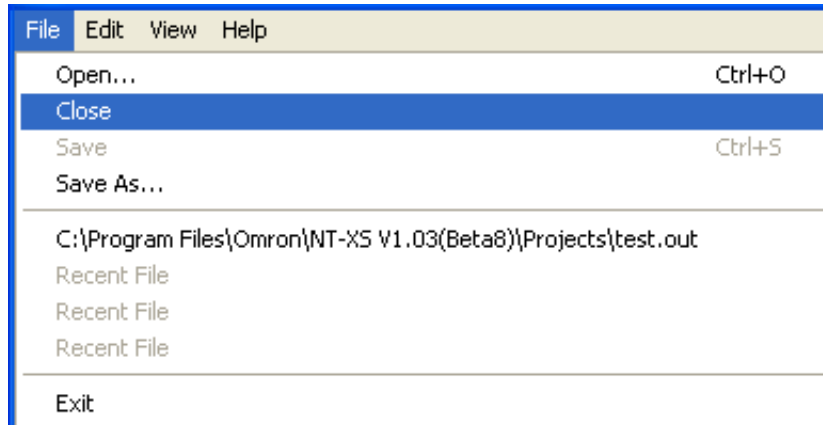 File Edit View Help
Open... Ctrl+O
Close
Save Ctrl+S
Save As...
C:\Program Files\Omron\NT-XS V1.03(Beta8)\Projects\test.out
Recent File
Recent File
Recent File
Exit